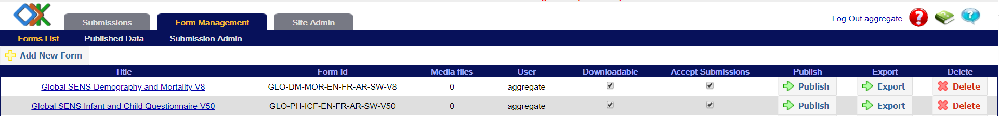 Submissions Form Management Site Admin Log Out aggregate
Forms List Published Data Submission Admin
Add New Form
Title Form Id Media files User Downloadable Accept Submissions Publish Export Delete
Global SENS Demography and Mortality V8 GLO-DM-MOR-EN-FR-AR-SW-V8 0 aggregate Publish Export Delete
Global SENS Infant and Child Questionnaire V50 GLO-PH-ICF-EN-FR-AR-SW-V50 0 aggregate Publish Export Delete